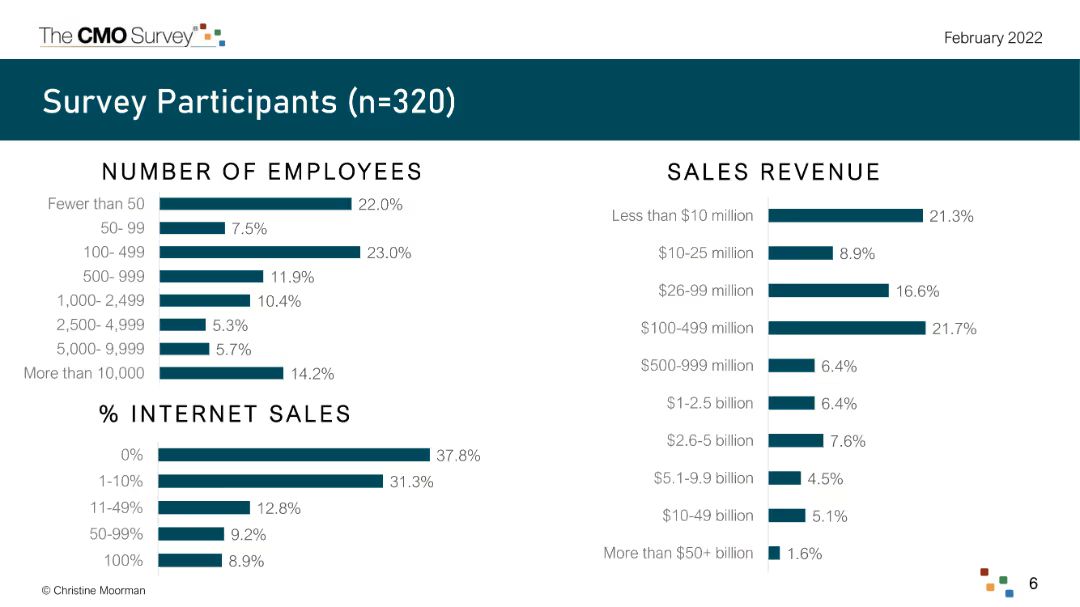 The CMO Survey
February 2022
Survey Participants (n=320)
NUMBER OF EMPLOYEES
Fewer than 50 22.0%
50- 99 7.5%
100- 499 23.0%
500- 999 11.9%
1,000- 2,499 10.4%
2,500- 4,999 5.3%
5,000- 9,999 5.7%
More than 10,000 14.2%
% INTERNET SALES
0% 37.8%
1-10% 31.3%
11-49% 12.8%
50-99% 9.2%
100% 8.9%
SALES REVENUE
Less than $10 million 21.3%
$10-25 million 8.9%
$26-99 million 16.6%
$100-499 million 21.7%
$500-999 million 6.4%
$1-2.5 billion 6.4%
$2.6-5 billion 7.6%
$5.1-9.9 billion 4.5%
$10-49 billion 5.1%
More than $50+ billion 1.6%
© Christine Moorman
6